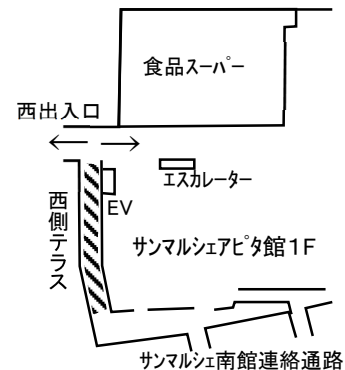 食品スーパー
西出入口
エスカレーター
EV
西側テラス
サンマルシェアピタ館1F
サンマルシェ南館連絡通路